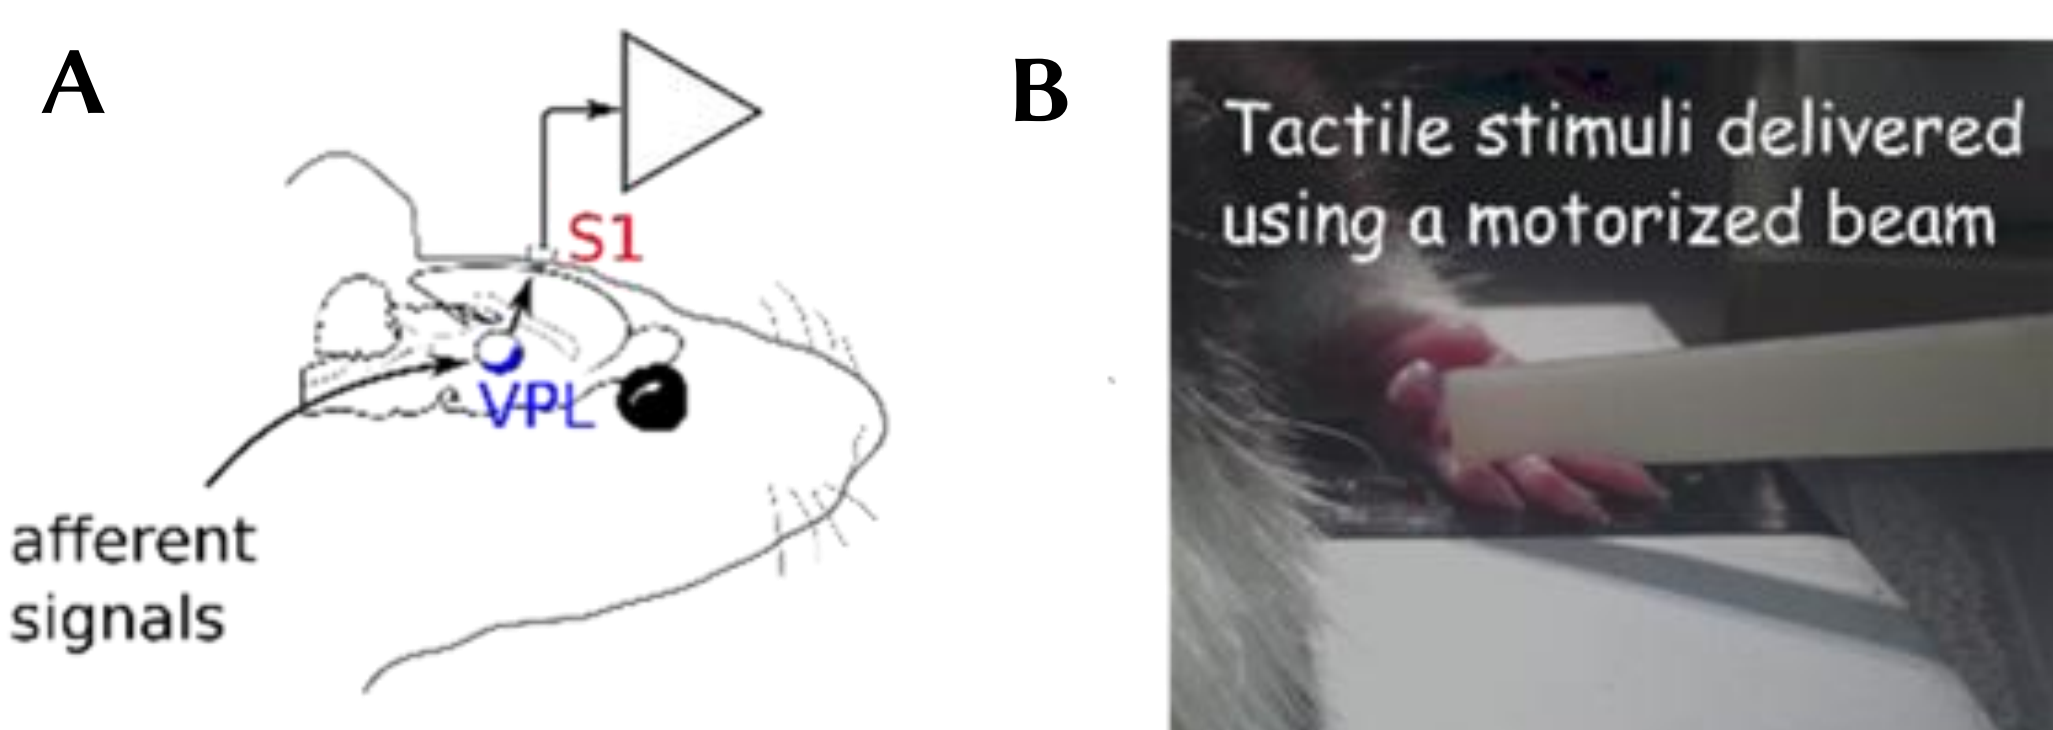 A
S1
VPL
afferent
signals
B
Tactile stimuli delivered
using a motorized beam